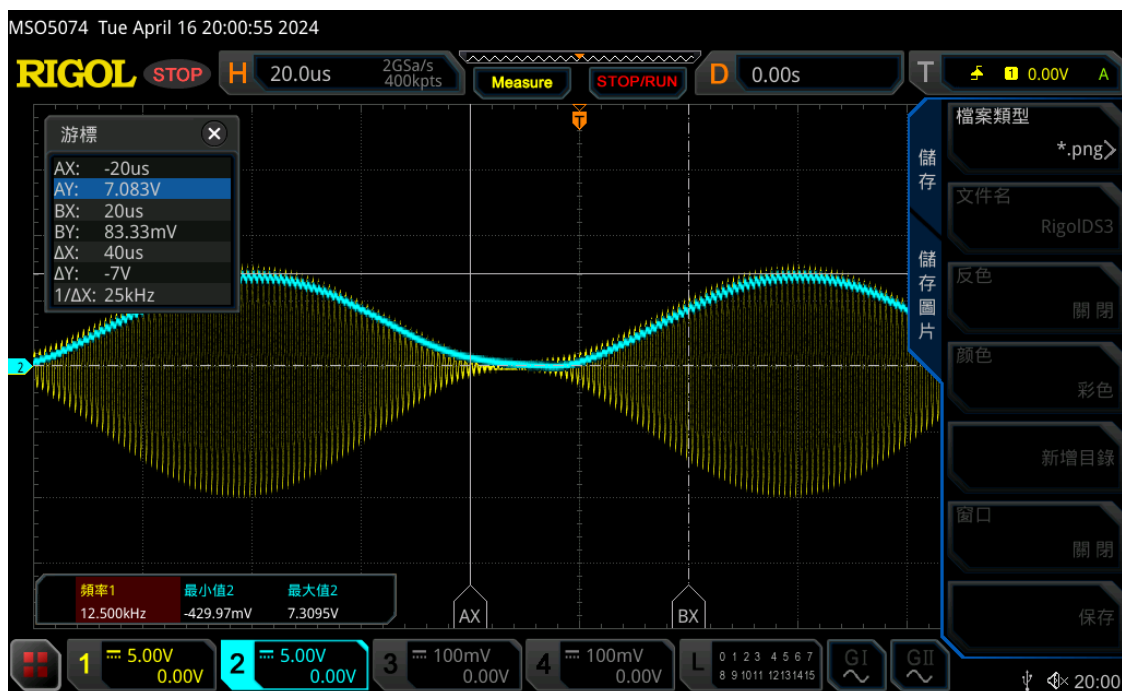 MSO5074 Tue April 16 20:00:55 2024
RIGOL STOP H 20.0us 2GSa/s 400kpts Measure STOP/RUN D 0.00s T 1 0.00V A
T
游標
AX: -20us
AY: 7.083V
BX: 20us
BY: 83.33mV
ΔX: 40us
ΔY: -7V
1/ΔX: 25kHz
2
AX BX
頻率1 最小值2 最大值2
12.500kHz -429.97mV 7.3095V
儲存
儲存圖片
檔案類型
*.png
文件名
RigolDS3
反色
關閉
顏色
彩色
新增目錄
窗口
關閉
保存
1 5.00V 0.00V 2 5.00V 0.00V 3 100mV 0.00V 4 100mV 0.00V L 0 1 2 3 4 5 6 7 8 9 1011 12131415 GI GII
20:00